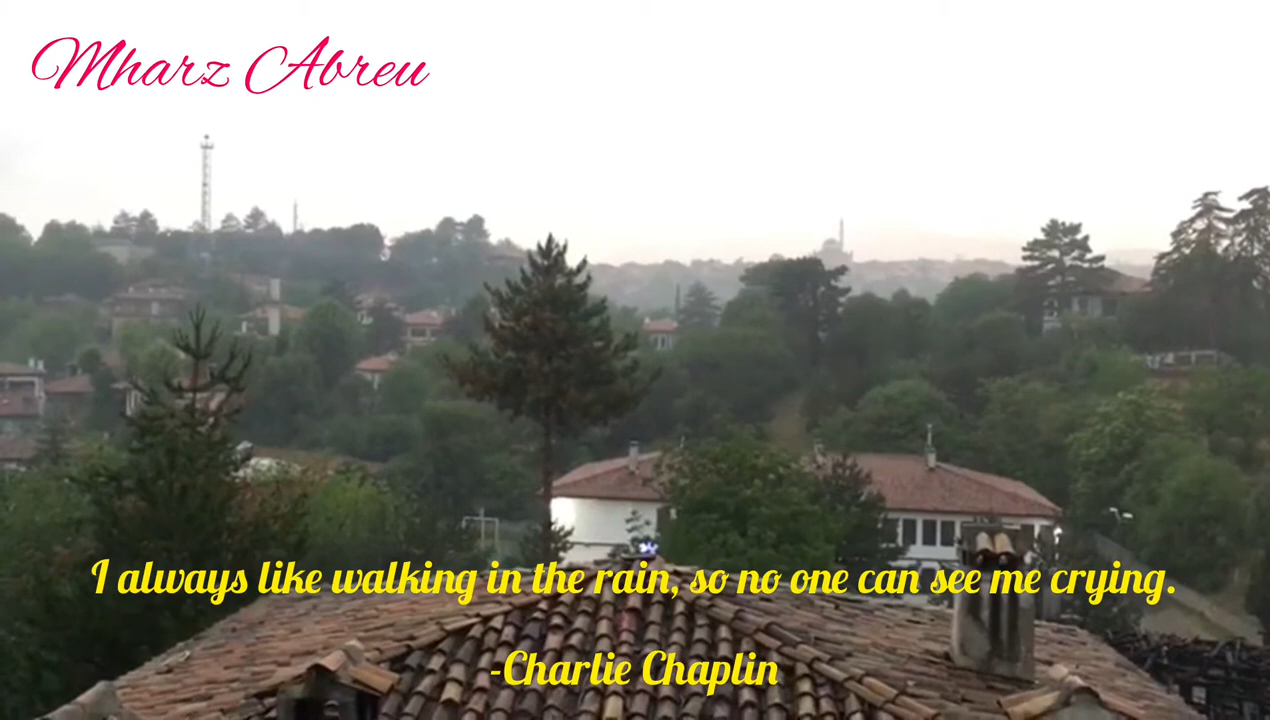 Mharz Abreu
I always like walking in the rain, so no one can see me crying.
-Charlie Chaplin